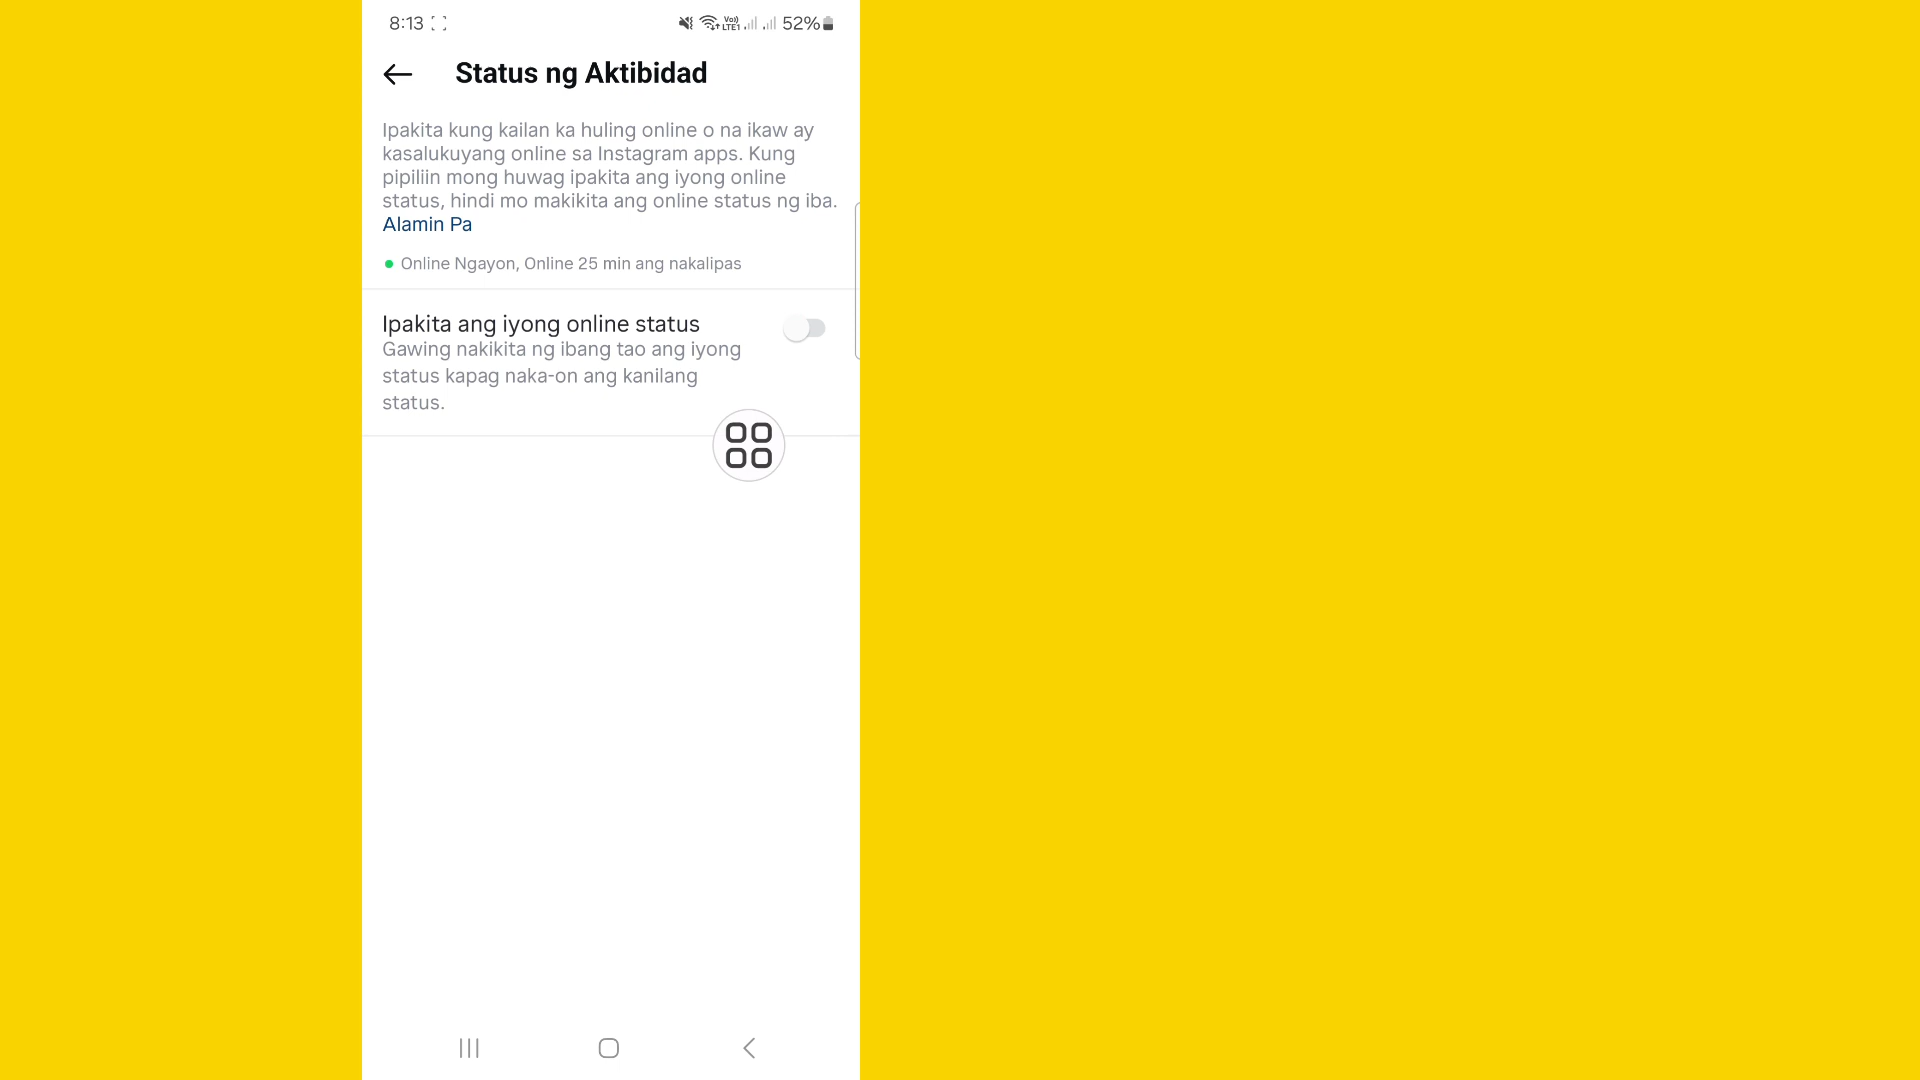 8:13
Vo))
LTE1
52%
Status ng Aktibidad
Ipakita kung kailan ka huling online o na ikaw ay
kasalukuyang online sa Instagram apps. Kung
pipiliin mong huwag ipakita ang iyong online
status, hindi mo makikita ang online status ng iba.
Alamin Pa
Online Ngayon, Online 25 min ang nakalipas
Ipakita ang iyong online status
Gawing nakikita ng ibang tao ang iyong
status kapag naka-on ang kanilang
status.